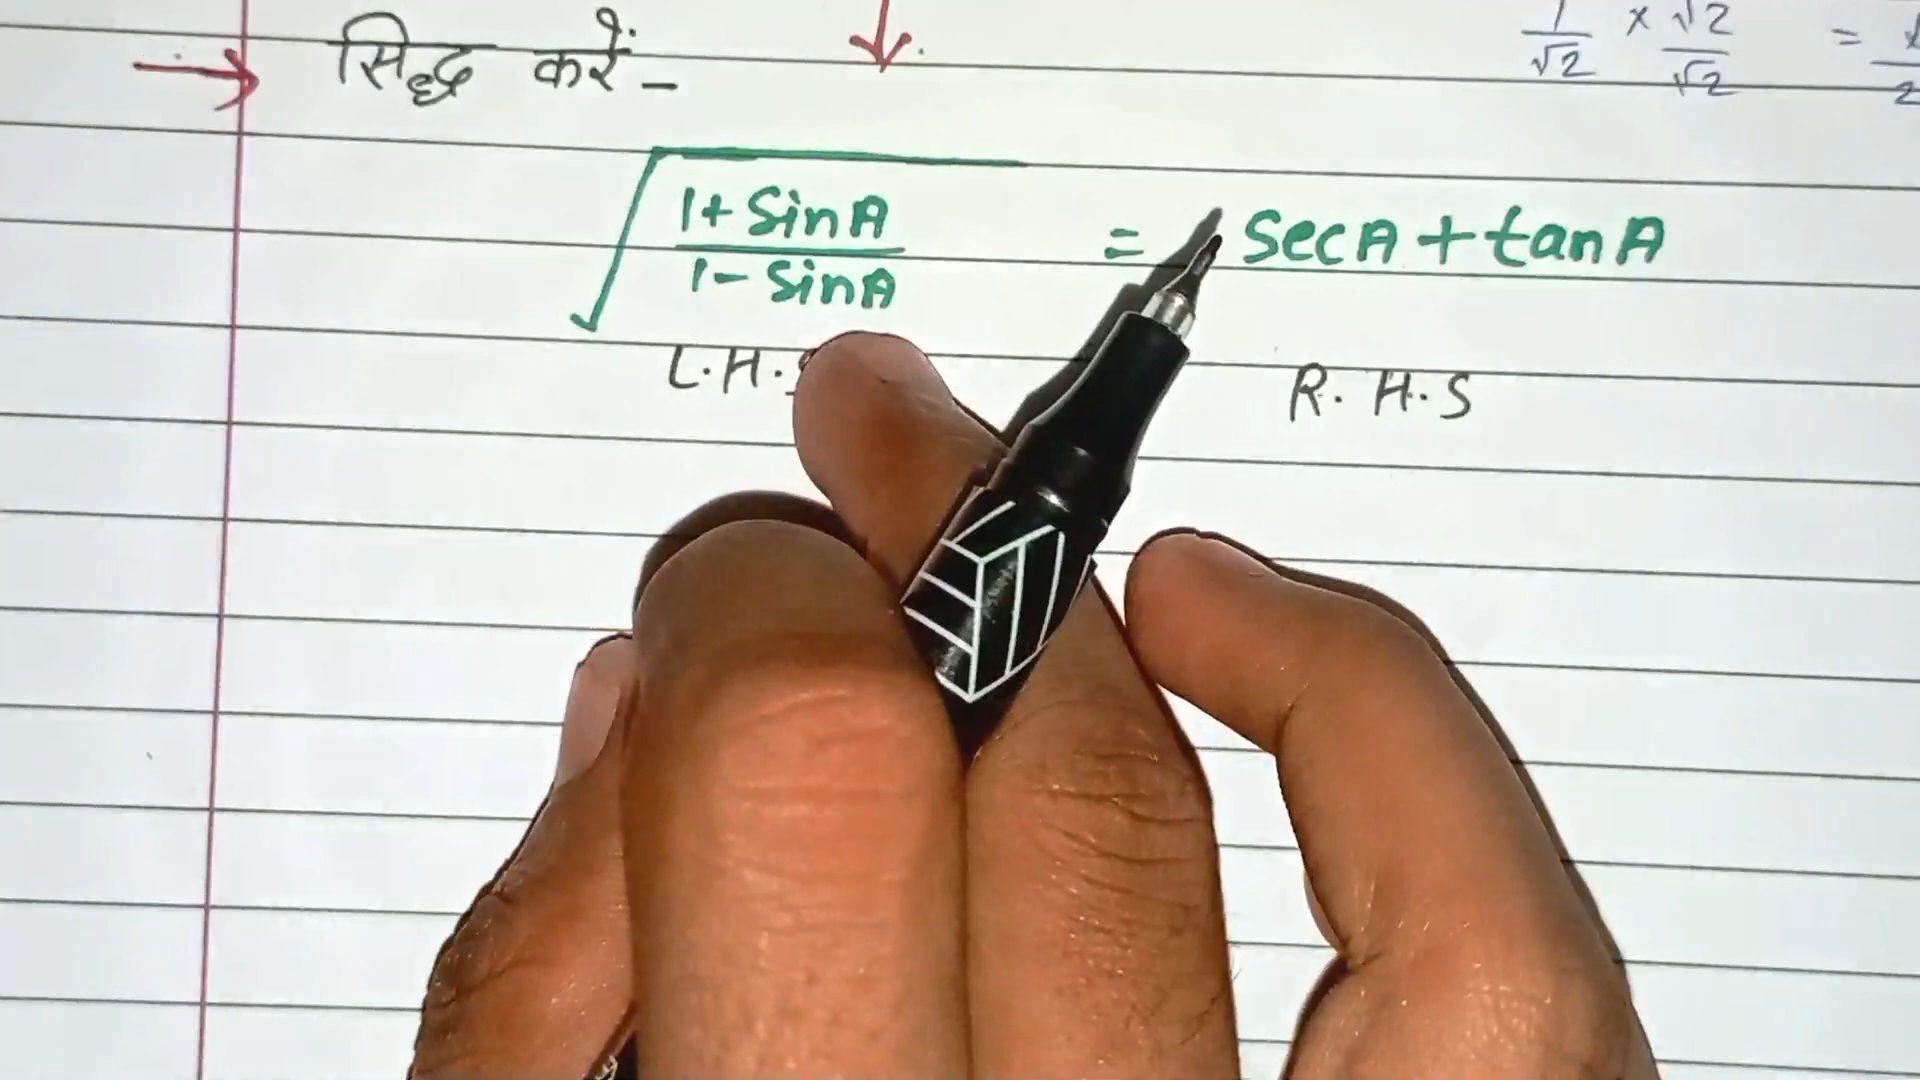 सिद्ध करें-
1/√2 × √2/√2 =
√(1+SinA / 1-SinA) = SecA + tanA
L.H. R.H.S